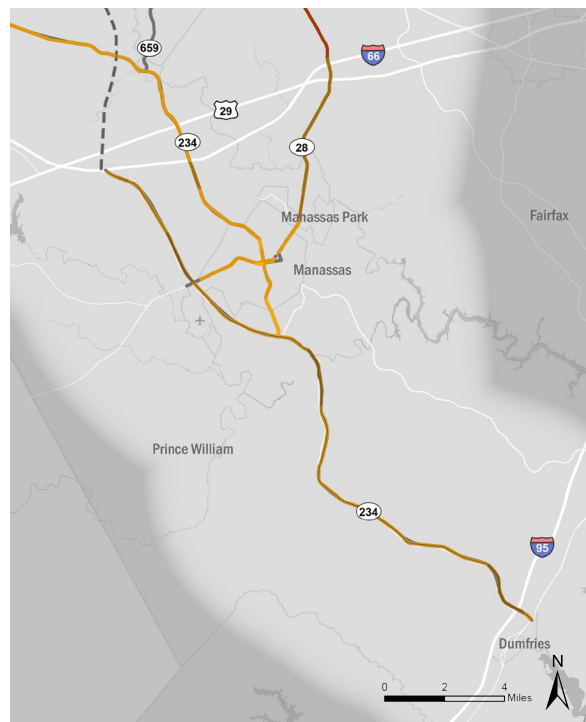 659
66
29
234
28
Manassas Park
Fairfax
Manassas
Prince William
234
95
Dumfries
N
0 2 4
Miles